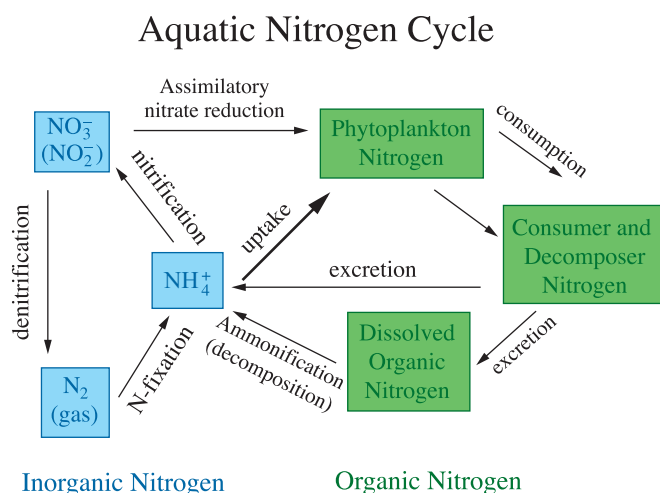 Aquatic Nitrogen Cycle
Assimilatory
nitrate reduction
NO₃⁻
(NO₂⁻)
Phytoplankton
Nitrogen
consumption
nitrification
uptake
denitrification
Consumer and
Decomposer
Nitrogen
excretion
NH₄⁺
Ammonification
(decomposition)
Dissolved
Organic
Nitrogen
excretion
N-fixation
N₂
(gas)
Inorganic Nitrogen
Organic Nitrogen